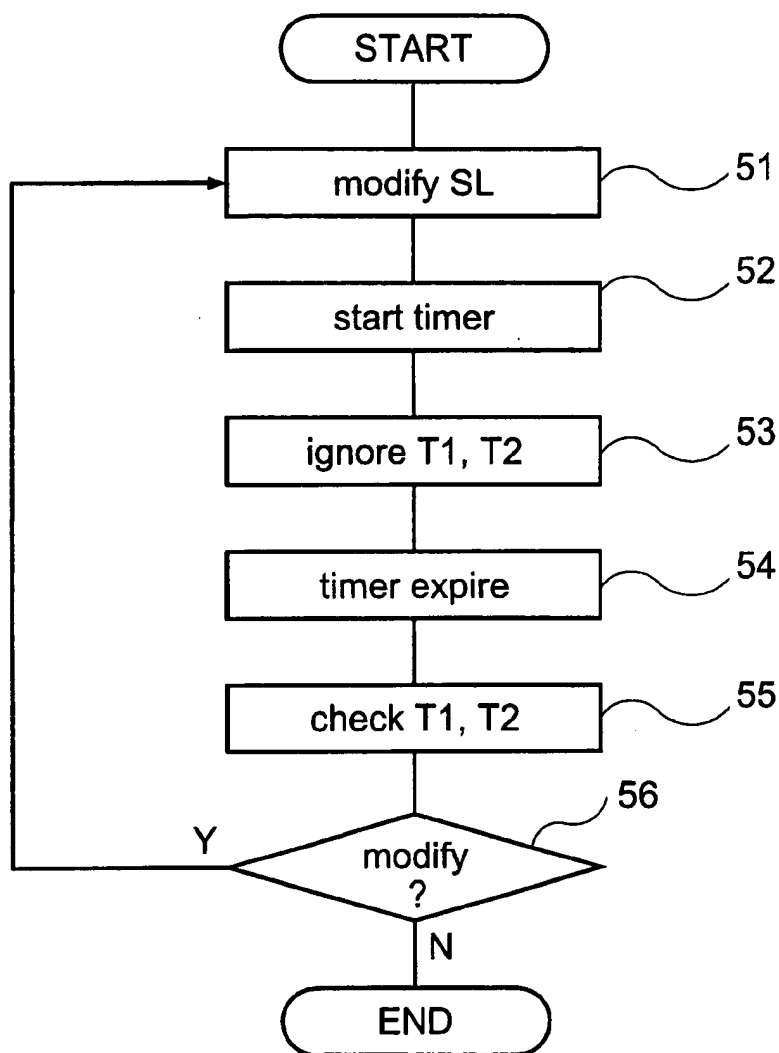 START
modify SL
51
start timer
52
ignore T1, T2
53
timer expire
54
check T1, T2
55
56
Y
modify
?
N
END